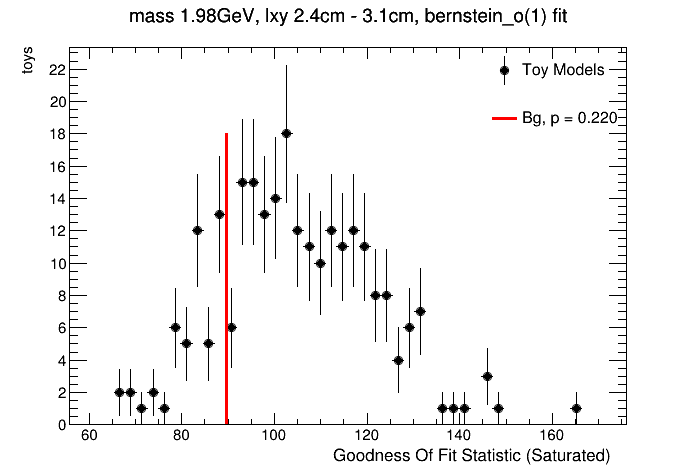 mass 1.98GeV, lxy 2.4cm - 3.1cm, bernstein_o(1) fit
toys
22
20
18
16
14
12
10
8
6
4
2
0
Toy Models
Bg, p = 0.220
60 80 100 120 140 160
Goodness Of Fit Statistic (Saturated)